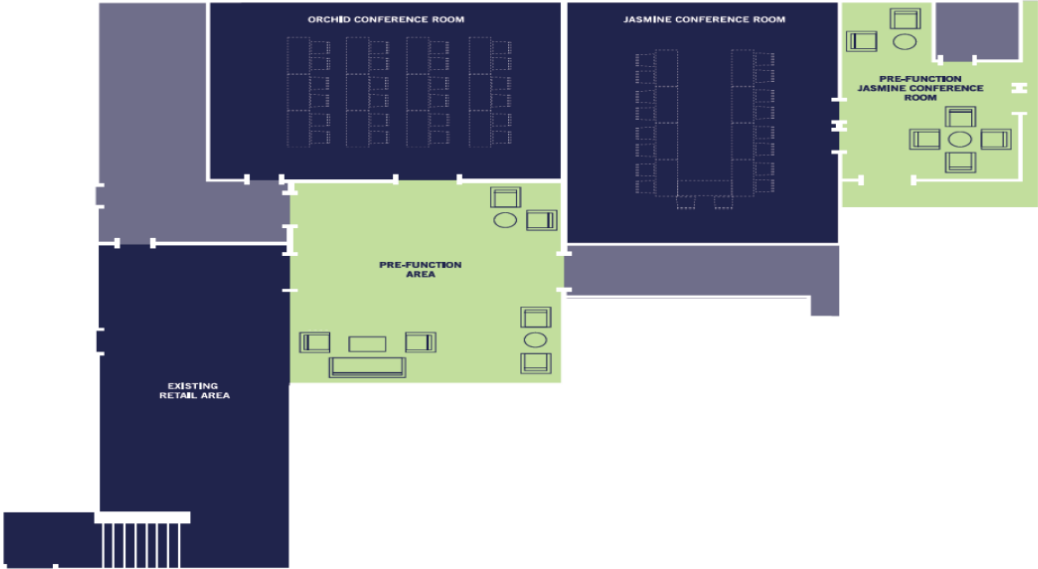 ORCHID CONFERENCE ROOM
JASMINE CONFERENCE ROOM
PRE-FUNCTION
JASMINE CONFERENCE
ROOM
PRE-FUNCTION
AREA
EXISTING
RETAIL AREA